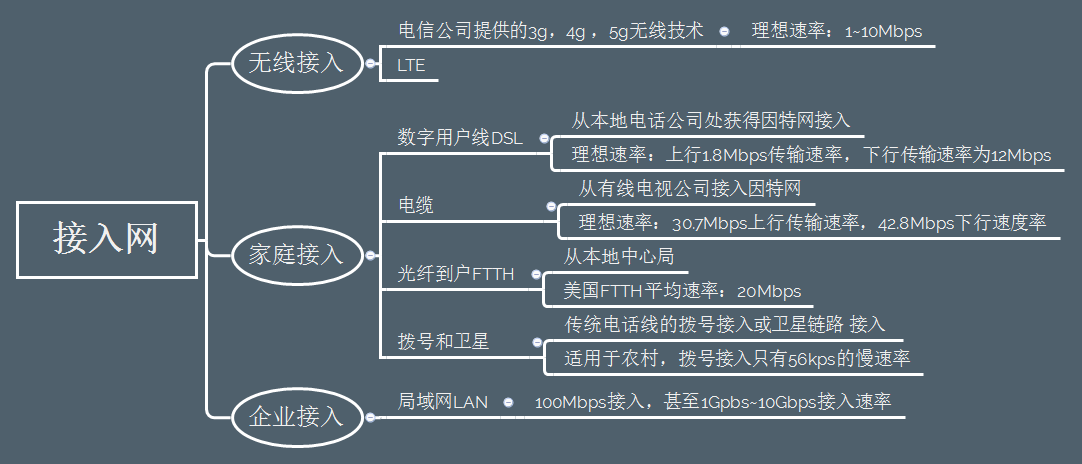 接入网
无线接入
电信公司提供的3g，4g ，5g无线技术
理想速率：1~10Mbps
LTE
家庭接入
数字用户线DSL
从本地电话公司处获得因特网接入
理想速率：上行1.8Mbps传输速率，下行传输速率为12Mbps
电缆
从有线电视公司接入因特网
理想速率：30.7Mbps上行传输速率，42.8Mbps下行速度率
光纤到户FTTH
从本地中心局
美国FTTH平均速率：20Mbps
拨号和卫星
传统电话线的拨号接入或卫星链路 接入
适用于农村，拨号接入只有56kps的慢速率
企业接入
局域网LAN
100Mbps接入，甚至1Gpbs~10Gbps接入速率